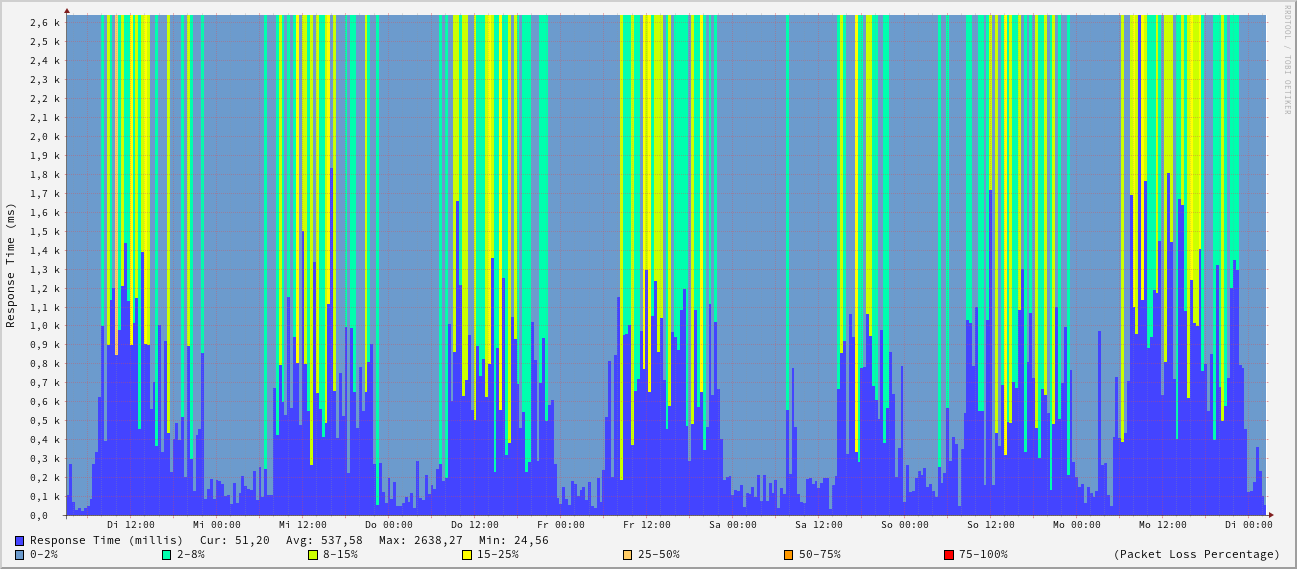 RRDTOOL / TOBI OETIKER
Response Time (ms)
2,6 k
2,5 k
2,4 k
2,3 k
2,2 k
2,1 k
2,0 k
1,9 k
1,8 k
1,7 k
1,6 k
1,5 k
1,4 k
1,3 k
1,2 k
1,1 k
1,0 k
0,9 k
0,8 k
0,7 k
0,6 k
0,5 k
0,4 k
0,3 k
0,2 k
0,1 k
0,0
Di 12:00 Mi 00:00 Mi 12:00 Do 00:00 Do 12:00 Fr 00:00 Fr 12:00 Sa 00:00 Sa 12:00 So 00:00 So 12:00 Mo 00:00 Mo 12:00 Di 00:00
Response Time (millis) Cur: 51,20 Avg: 537,58 Max: 2638,27 Min: 24,56
0-2% 2-8% 8-15% 15-25% 25-50% 50-75% 75-100% (Packet Loss Percentage)